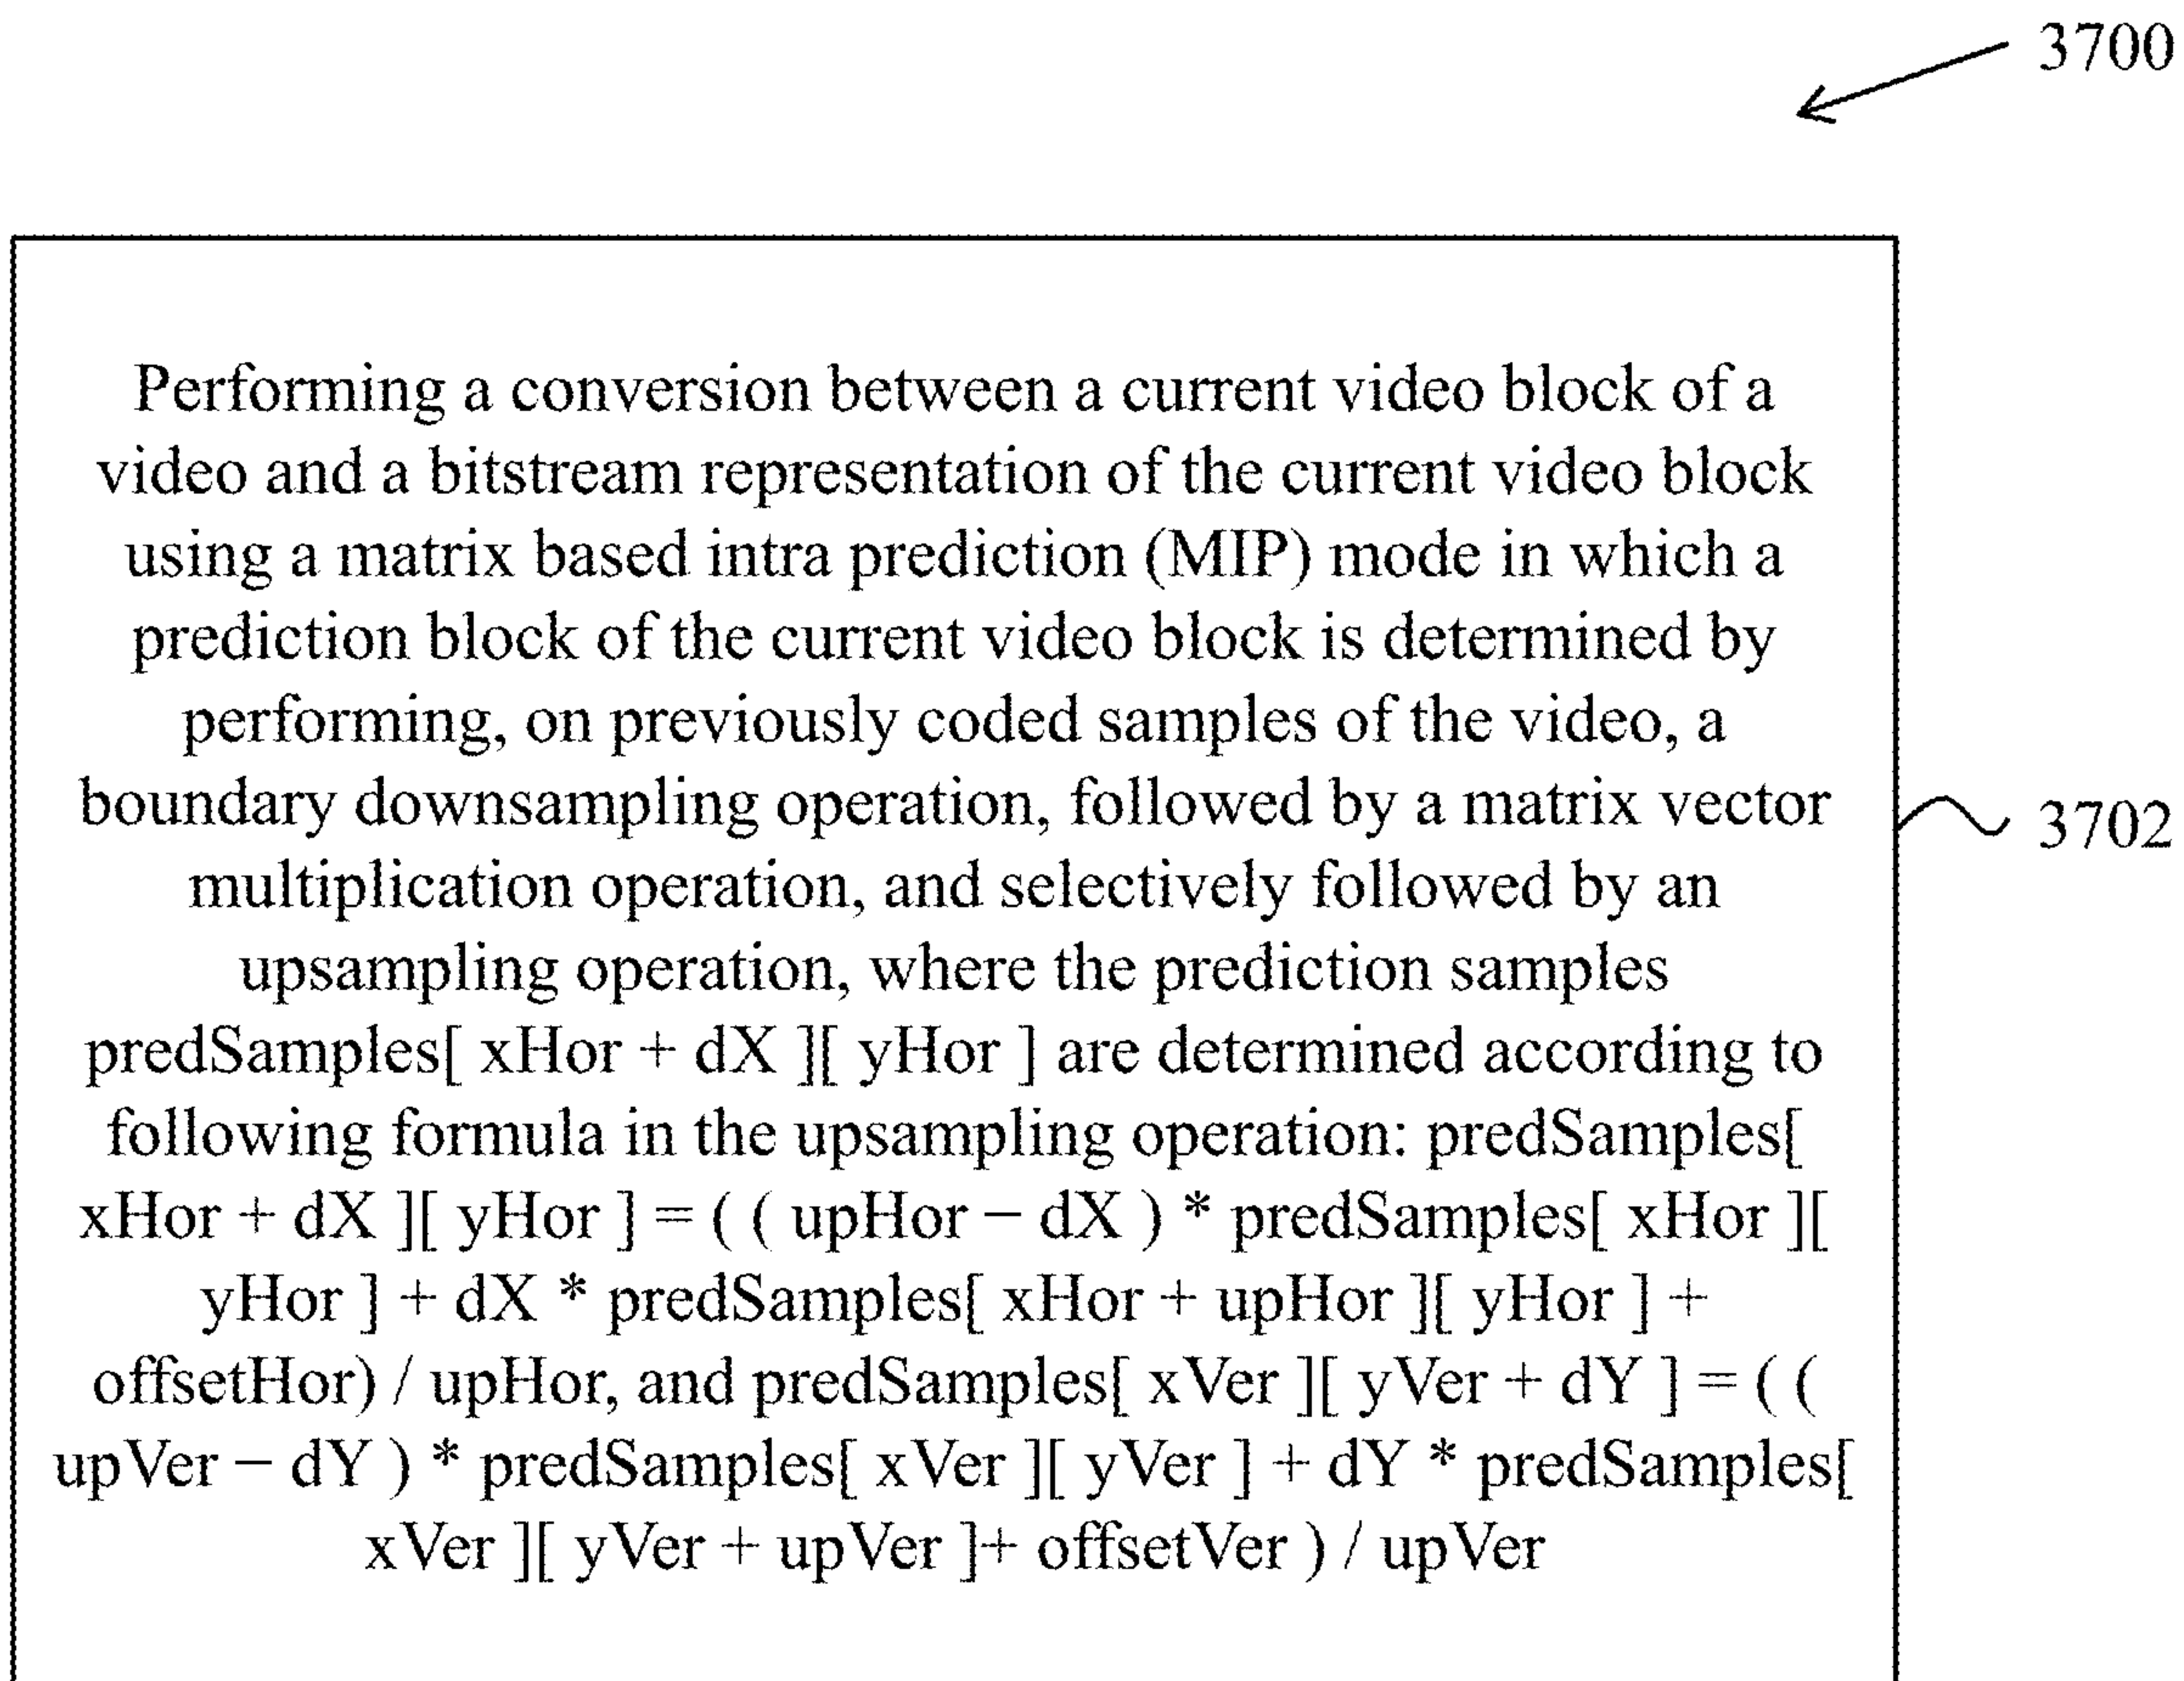 3700
Performing a conversion between a current video block of a
video and a bitstream representation of the current video block
using a matrix based intra prediction (MIP) mode in which a
prediction block of the current video block is determined by
performing, on previously coded samples of the video, a
boundary downsampling operation, followed by a matrix vector
multiplication operation, and selectively followed by an
upsampling operation, where the prediction samples
predSamples[ xHor + dX ][ yHor ] are determined according to
following formula in the upsampling operation: predSamples[
xHor + dX ][ yHor ] = ( ( upHor − dX ) * predSamples[ xHor ][
yHor ] + dX * predSamples[ xHor + upHor ][ yHor ] +
offsetHor) / upHor, and predSamples[ xVer ][ yVer + dY ] = ( (
upVer − dY ) * predSamples[ xVer ][ yVer ] + dY * predSamples[
xVer ][ yVer + upVer ]+ offsetVer ) / upVer
3702